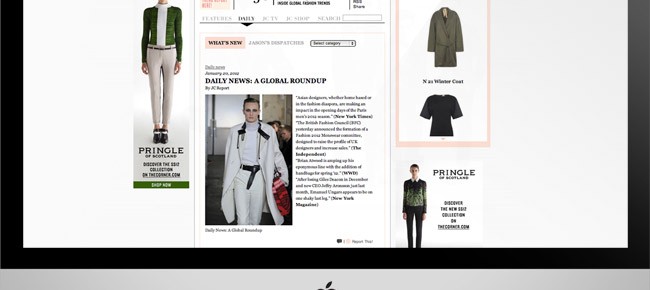 INSIDE GLOBAL FASHION TRENDS
RSS
Share
FEATURES DAILY JC TV JC SHOP SEARCH
WHAT'S NEW JASON'S DISPATCHES Select category
Daily news
January 20, 2012
DAILY NEWS: A GLOBAL ROUNDUP
By JC Report
"Asian designers, whether home based or
in the fashion diaspora, are making an
impact in the opening days of the Paris
men's 2012 season." (New York Times)
"The British Fashion Council (BFC)
yesterday announced the formation of a
Fashion 2012 Menswear committee,
designed to raise the profile of UK
designers and increase sales." (The
Independent)
"Brian Atwood is amping up his
eponymous line with the addition of
handbags for spring '12." (WWD)
"After losing Giles Deacon in December
and new CEO Joffry Aronsson just last
month, Emanuel Ungaro appears to be on
one shaky last leg." (New York
Magazine)
Daily News: A Global Roundup
Report This!
PRINGLE
OF SCOTLAND
DISCOVER THE
NEW SS12
COLLECTION
ON THECORNER.COM
SHOP NOW
N 21 Winter Coat
PRINGLE
OF SCOTLAND
DISCOVER
THE NEW SS12
COLLECTION
ON
THECORNER.COM